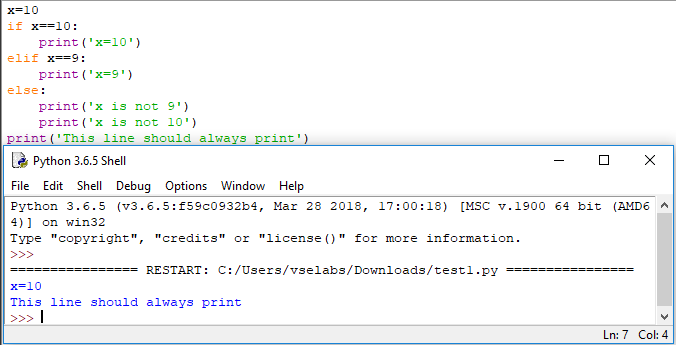 x=10
if x==10:
    print('x=10')
elif x==9:
    print('x=9')
else:
    print('x is not 9')
    print('x is not 10')
print('This line should always print')
Python 3.6.5 Shell
File Edit Shell Debug Options Window Help
Python 3.6.5 (v3.6.5:f59c0932b4, Mar 28 2018, 17:00:18) [MSC v.1900 64 bit (AMD6
4)] on win32
Type "copyright", "credits" or "license()" for more information.
>>>
================ RESTART: C:/Users/vselabs/Downloads/test1.py ================
x=10
This line should always print
>>>
Ln: 7 Col: 4